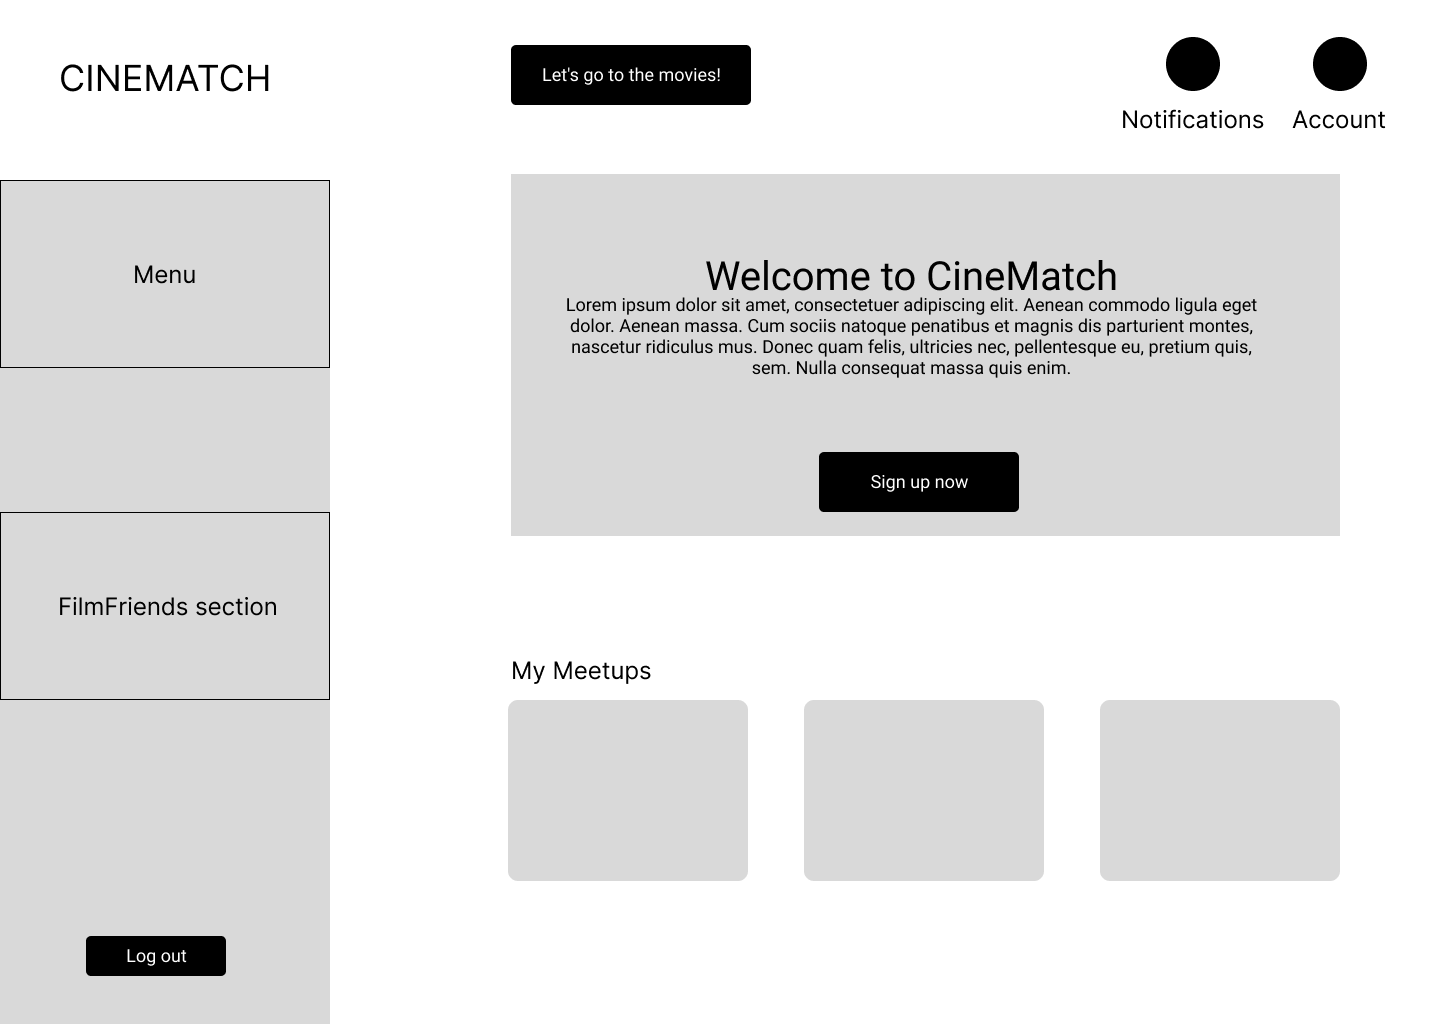 CINEMATCH
Let's go to the movies!
Notifications
Account
Menu
FilmFriends section
Log out
Welcome to CineMatch
Lorem ipsum dolor sit amet, consectetuer adipiscing elit. Aenean commodo ligula eget
dolor. Aenean massa. Cum sociis natoque penatibus et magnis dis parturient montes,
nascetur ridiculus mus. Donec quam felis, ultricies nec, pellentesque eu, pretium quis,
sem. Nulla consequat massa quis enim.
Sign up now
My Meetups